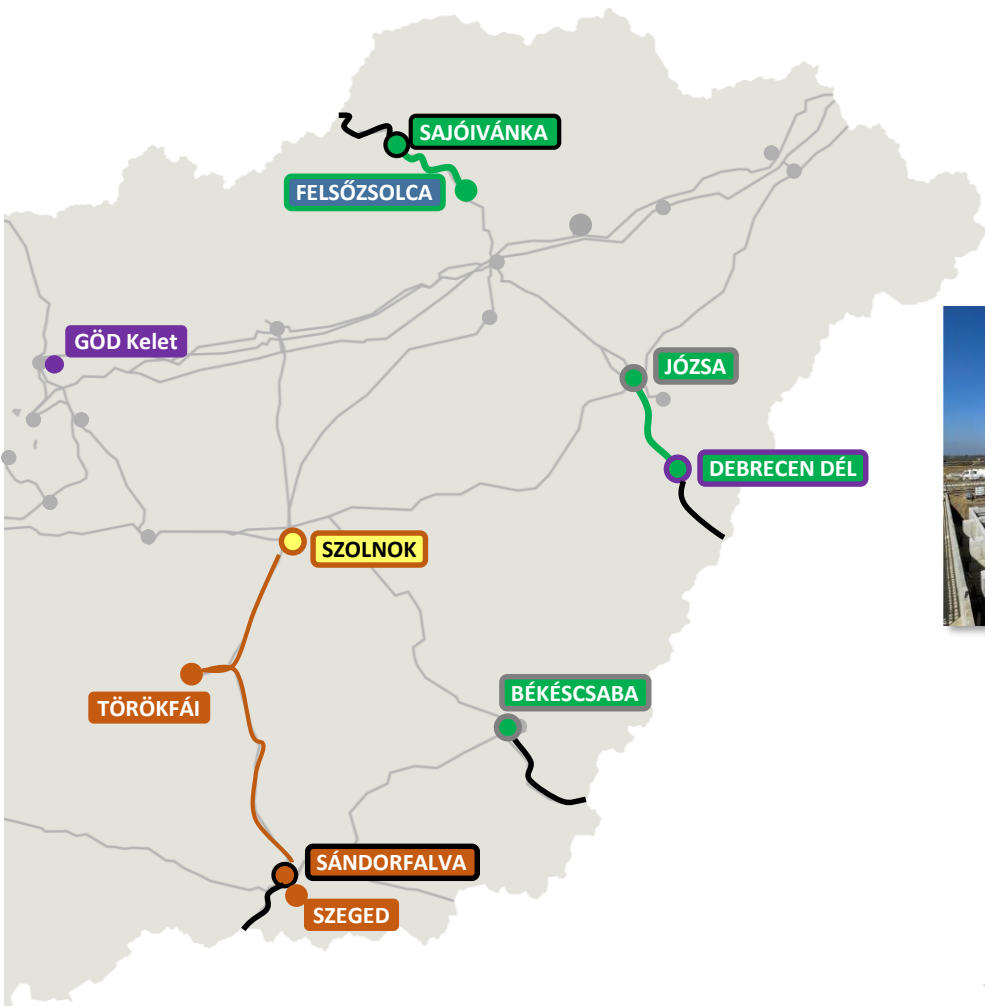 SAJÓIVÁNKA
FELSŐZSOLCA
GÖD Kelet
JÓZSA
DEBRECEN DÉL
SZOLNOK
BÉKÉSCSABA
TÖRÖKFÁI
SÁNDORFALVA
SZEGED